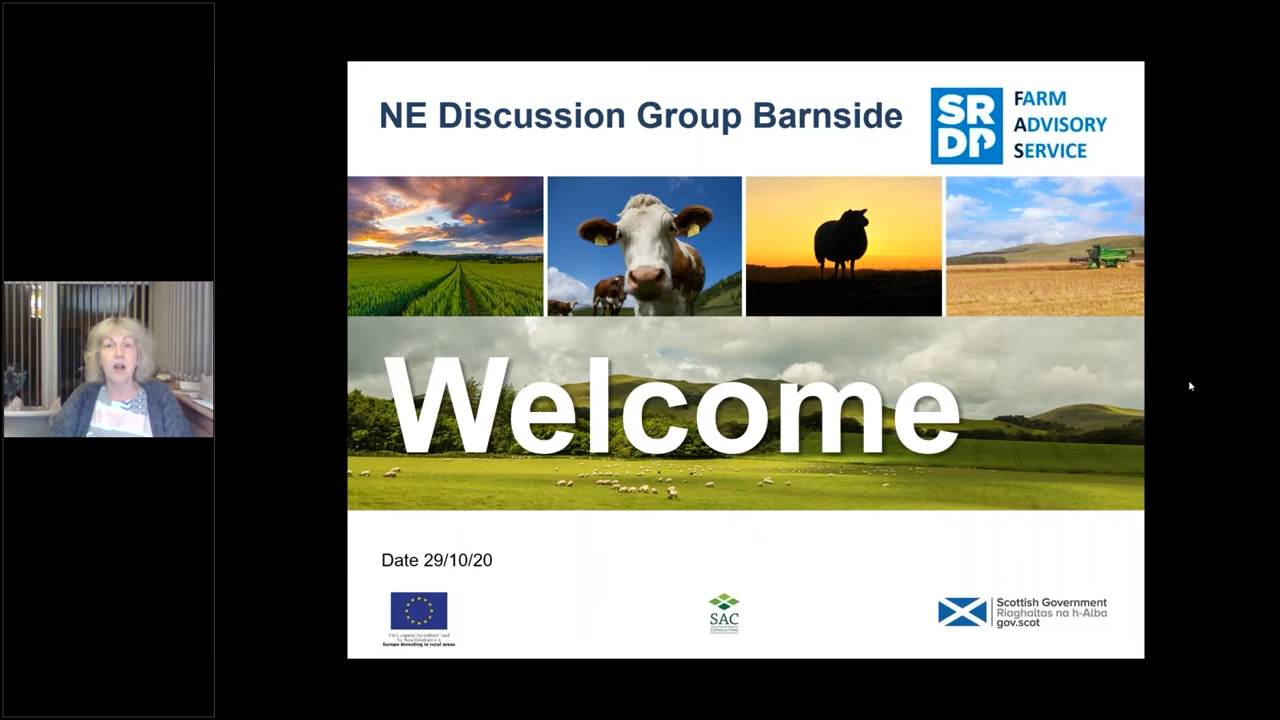 NE Discussion Group Barnside
SR
DP
FARM
ADVISORY
SERVICE
Welcome
Date 29/10/20
Europe investing in rural areas
SAC
CONSULTING
Scottish Government
Riaghaltas na h-Alba
gov.scot